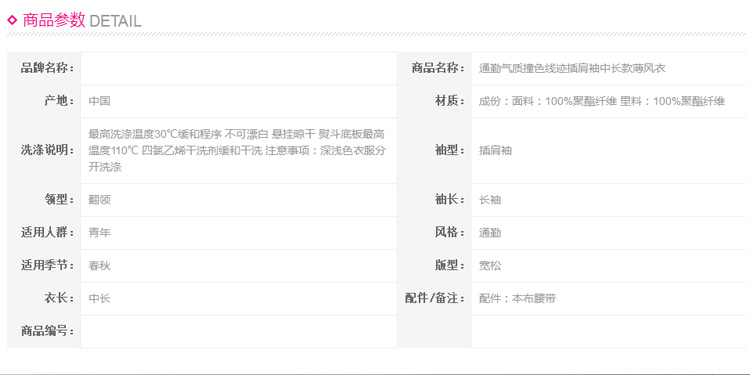 商品参数 DETAIL
品牌名称: 商品名称: 通勤气质撞色线迹插肩袖中长款薄风衣
产地: 中国 材质: 成份：面料：100%聚酯纤维 里料：100%聚酯纤维
洗涤说明: 最高洗涤温度30℃缓和程序 不可漂白 悬挂晾干 熨斗底板最高
温度110℃ 四氯乙烯干洗剂缓和干洗 注意事项：深浅色衣服分
开洗涤
袖型: 插肩袖
领型: 翻领 袖长: 长袖
适用人群: 青年 风格: 通勤
适用季节: 春秋 版型: 宽松
衣长: 中长 配件/备注: 配件：本布腰带
商品编号: